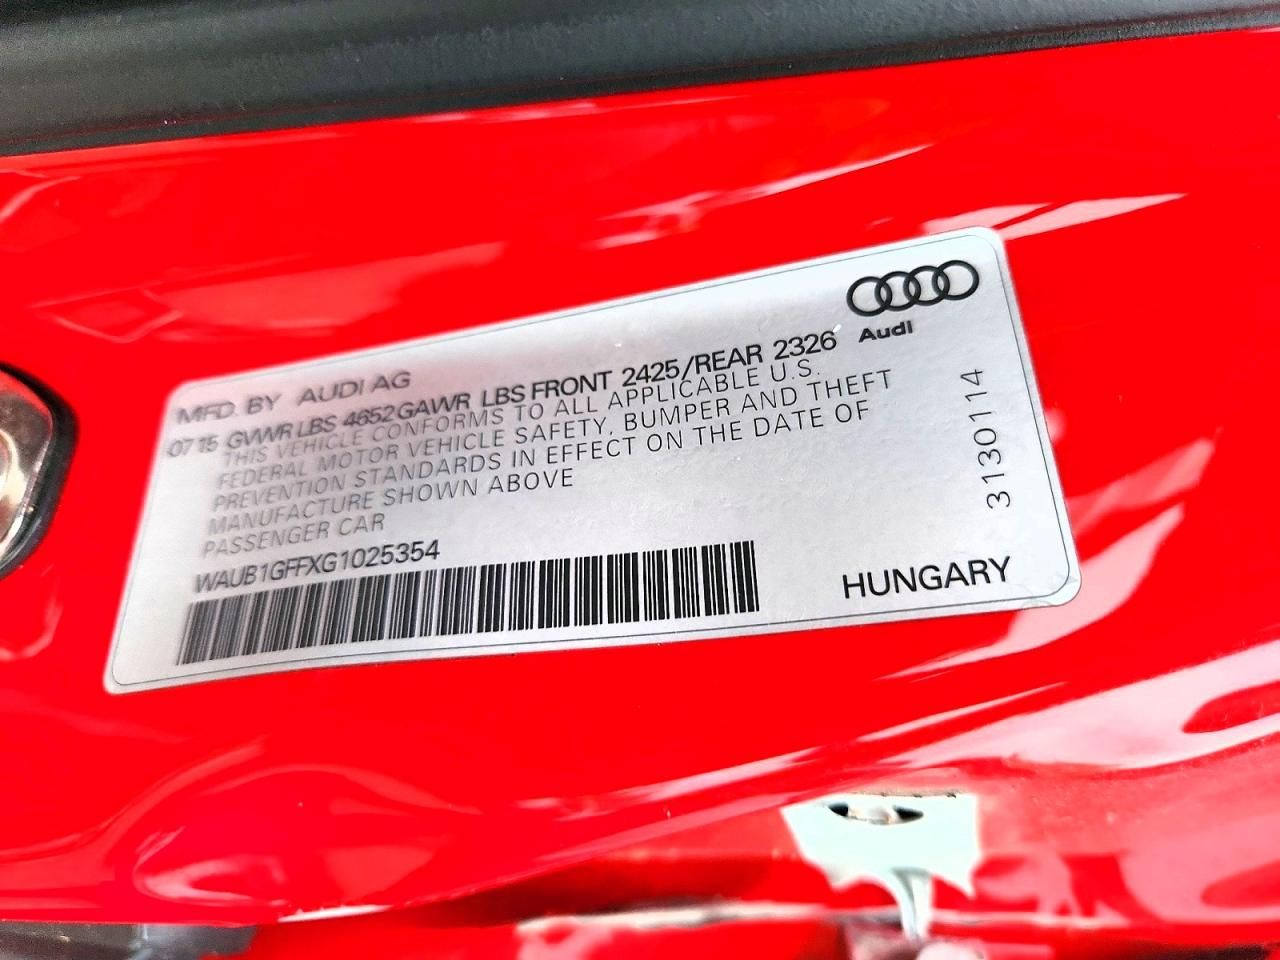 Audi
MFD. BY AUDI AG
07 15 GVWR LBS 4652 GAWR LBS FRONT 2425/REAR 2326
THIS VEHICLE CONFORMS TO ALL APPLICABLE U.S.
FEDERAL MOTOR VEHICLE SAFETY, BUMPER AND THEFT
PREVENTION STANDARDS IN EFFECT ON THE DATE OF
MANUFACTURE SHOWN ABOVE
PASSENGER CAR
WAUB1GFFXG1025354
HUNGARY
3130114